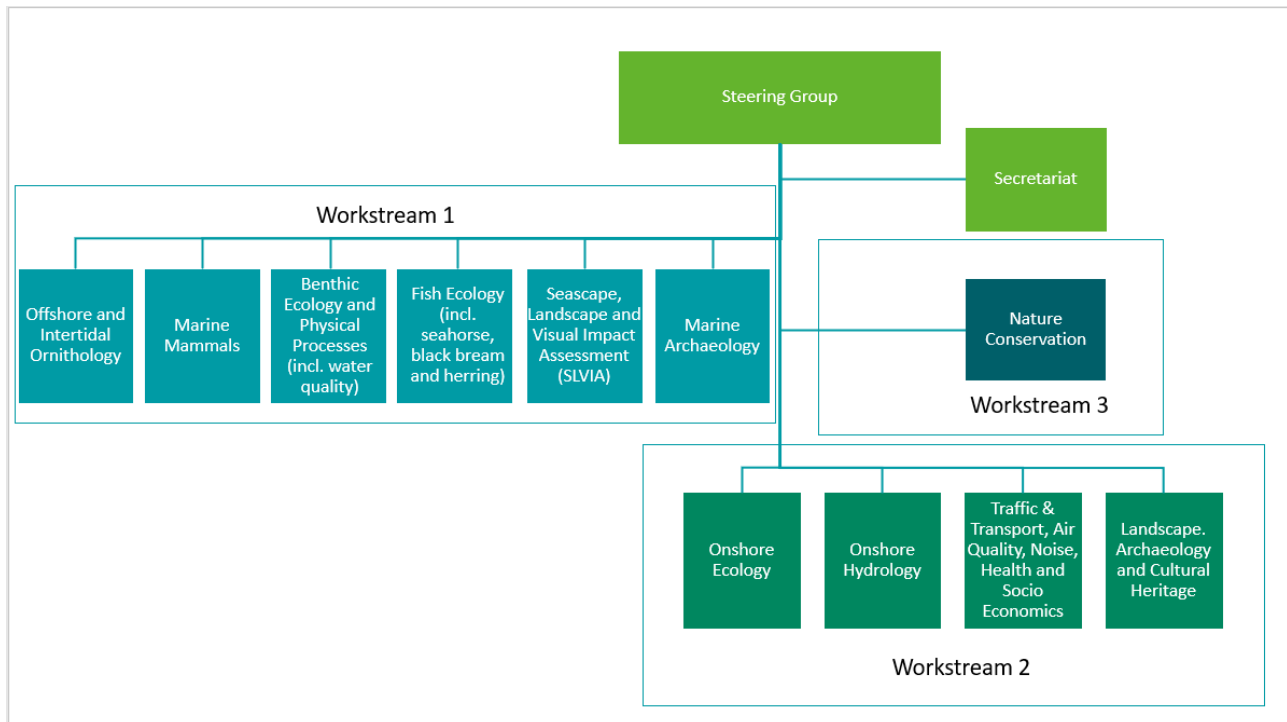 Steering Group
Secretariat
Workstream 1
Offshore and
Intertidal
Ornithology
Marine
Mammals
Benthic
Ecology and
Physical
Processes
(incl. water
quality)
Fish Ecology
(incl.
seahorse,
black bream
and herring)
Seascape,
Landscape and
Visual Impact
Assessment
(SLVIA)
Marine
Archaeology
Nature
Conservation
Workstream 3
Onshore
Ecology
Onshore
Hydrology
Traffic &
Transport, Air
Quality, Noise,
Health and
Socio
Economics
Landscape.
Archaeology
and Cultural
Heritage
Workstream 2